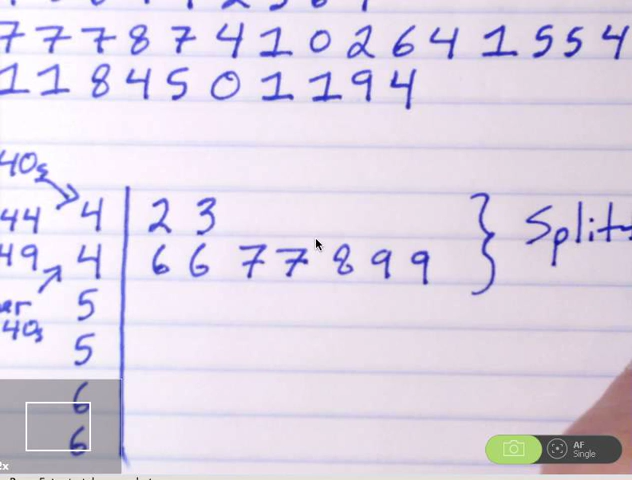 7 7 7 8 7 4 1 0 2 6 4 1 5 5 4
1 1 8 4 5 0 1 1 9 4
40s
44 4 | 2 3 } Split
49 4 | 6 6 7 7 8 9 9
40s 5
5
6
6
AF
Single